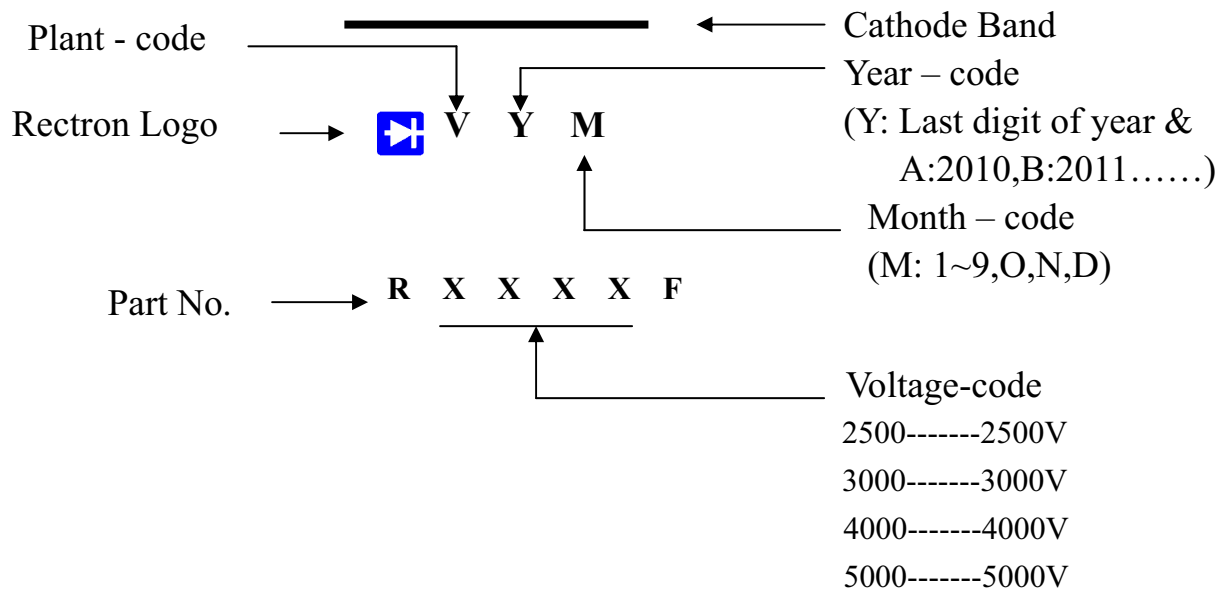 Plant - code
Cathode Band
Year – code
(Y: Last digit of year &
A:2010,B:2011……)
Rectron Logo
V Y M
Month – code
(M: 1~9,O,N,D)
Part No.
R X X X X F
Voltage-code
2500-------2500V
3000-------3000V
4000-------4000V
5000-------5000V